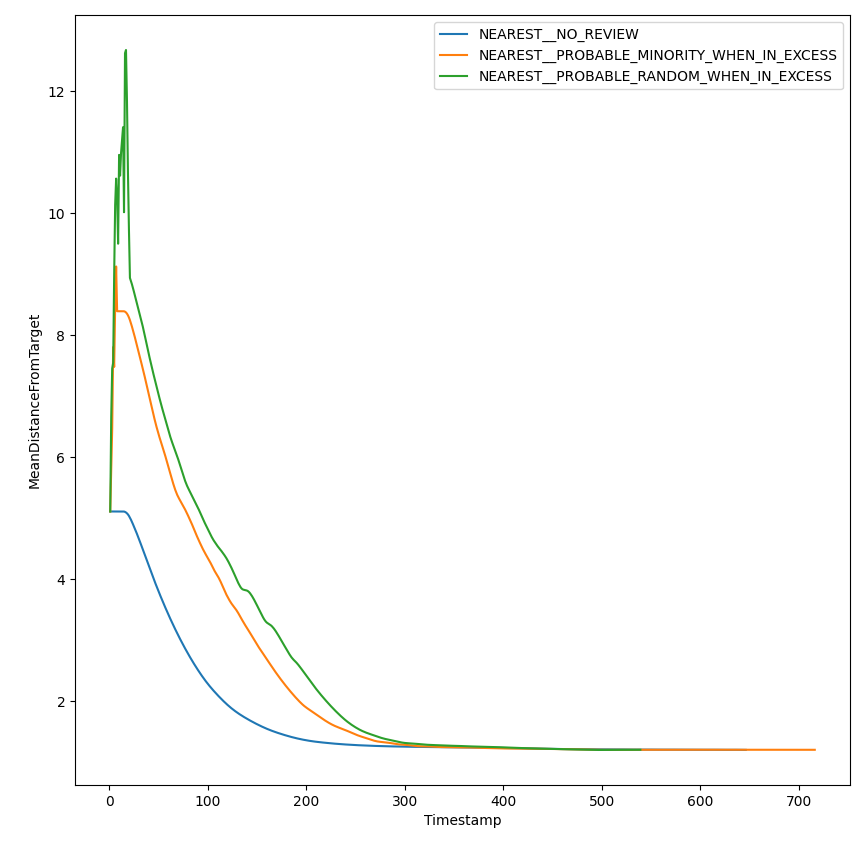 NEAREST__NO_REVIEW
NEAREST__PROBABLE_MINORITY_WHEN_IN_EXCESS
NEAREST__PROBABLE_RANDOM_WHEN_IN_EXCESS
MeanDistanceFromTarget
12
10
8
6
4
2
0 100 200 300 400 500 600 700
Timestamp